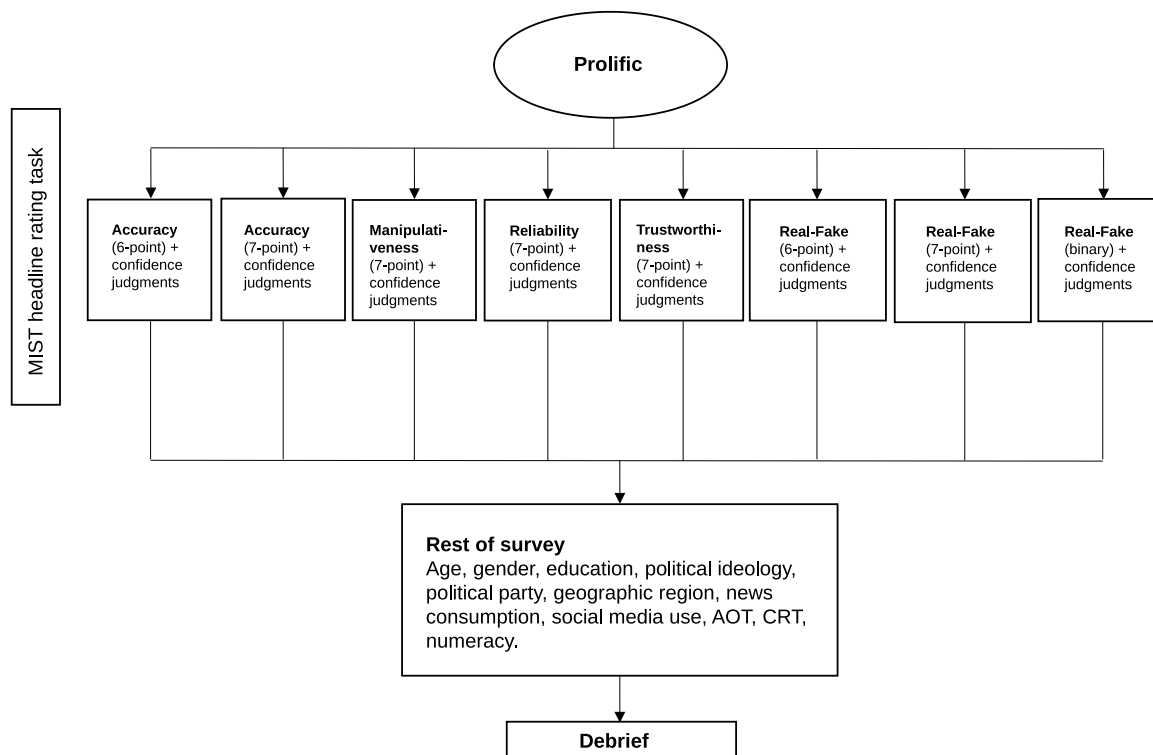 Prolific
MIST headline rating task
Accuracy
(6-point) +
confidence
judgments
Accuracy
(7-point) +
confidence
judgments
Manipulati-
veness
(7-point) +
confidence
judgments
Reliability
(7-point) +
confidence
judgments
Trustworthi-
ness
(7-point) +
confidence
judgments
Real-Fake
(6-point) +
confidence
judgments
Real-Fake
(7-point) +
confidence
judgments
Real-Fake
(binary) +
confidence
judgments
Rest of survey
Age, gender, education, political ideology,
political party, geographic region, news
consumption, social media use, AOT, CRT,
numeracy.
Debrief